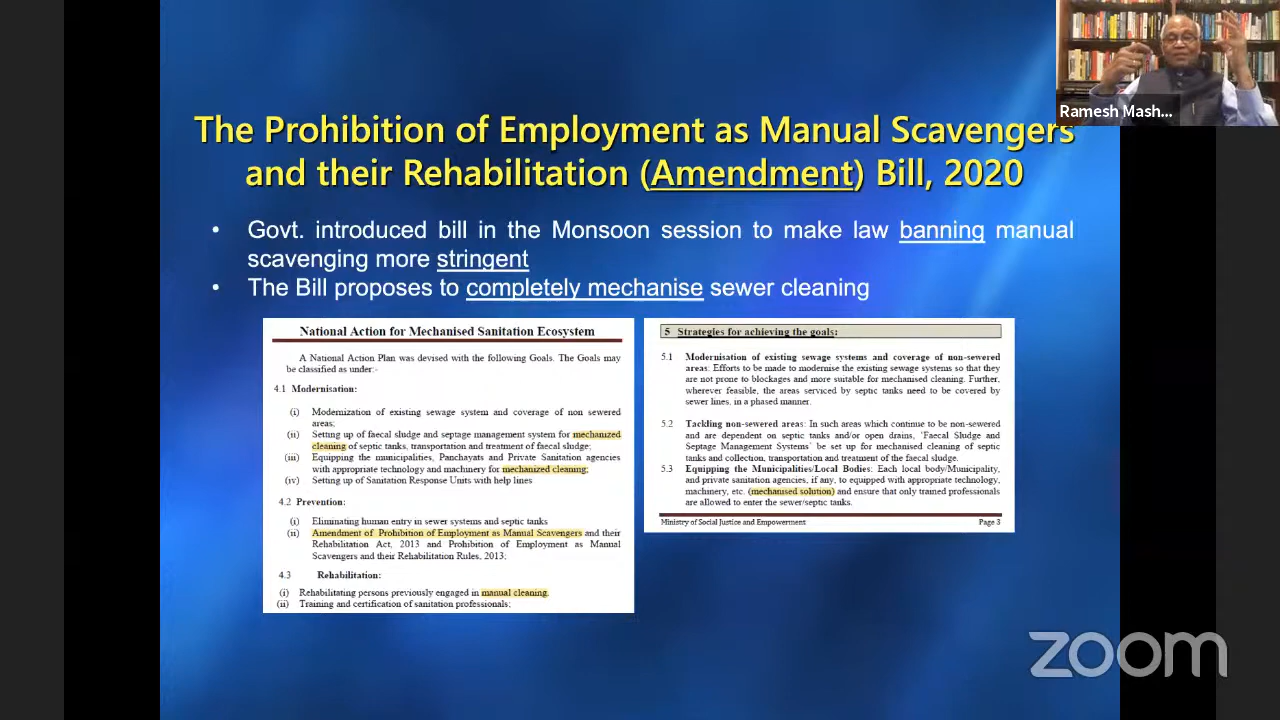 Ramesh Mash...
The Prohibition of Employment as Manual Scavengers
and their Rehabilitation (Amendment) Bill, 2020
• Govt. introduced bill in the Monsoon session to make law banning manual
scavenging more stringent
• The Bill proposes to completely mechanise sewer cleaning
National Action for Mechanised Sanitation Ecosystem
A National Action Plan was devised with the following Goals. The Goals may
be classified as under:-
4.1 Modernisation:
(i) Modernization of existing sewage system and coverage of non sewered
areas;
(ii) Setting up of faecal sludge and septage management system for mechanized
cleaning of septic tanks, transportation and treatment of faecal sludge;
(iii) Equipping the municipalities, Panchayats and Private Sanitation agencies
with appropriate technology and machinery for mechanized cleaning;
(iv) Setting up of Sanitation Response Units with help lines
4.2 Prevention:
(i) Eliminating human entry in sewer systems and septic tanks
(ii) Amendment of Prohibition of Employment as Manual Scavengers and their
Rehabilitation Act, 2013 and Prohibition of Employment as Manual
Scavengers and their Rehabilitation Rules, 2013;
4.3 Rehabilitation:
(i) Rehabilitating persons previously engaged in manual cleaning,
(ii) Training and certification of sanitation professionals;
5 Strategies for achieving the goals:
5.1 Modernisation of existing sewage systems and coverage of non-sewered
areas: Efforts to be made to modernise the existing sewage systems so that they
are not prone to blockages and more suitable for mechanised cleaning. Further,
wherever feasible, the areas serviced by septic tanks need to be covered by
sewer lines, in a phased manner.
5.2 Tackling non-sewered areas: In such areas which continue to be non-sewered
and are dependent on septic tanks and/or open drains, 'Faecal Sludge and
Septage Management Systems' be set up for mechanised cleaning of septic
tanks and collection, transportation and treatment of the faecal sludge.
5.3 Equipping the Municipalities/Local Bodies: Each local body/Municipality,
and private sanitation agencies, if any, to equipped with appropriate technology,
machinery, etc. (mechanised solution) and ensure that only trained professionals
are allowed to enter the sewer/septic tanks.
Ministry of Social Justice and Empowerment Page 3
zoom